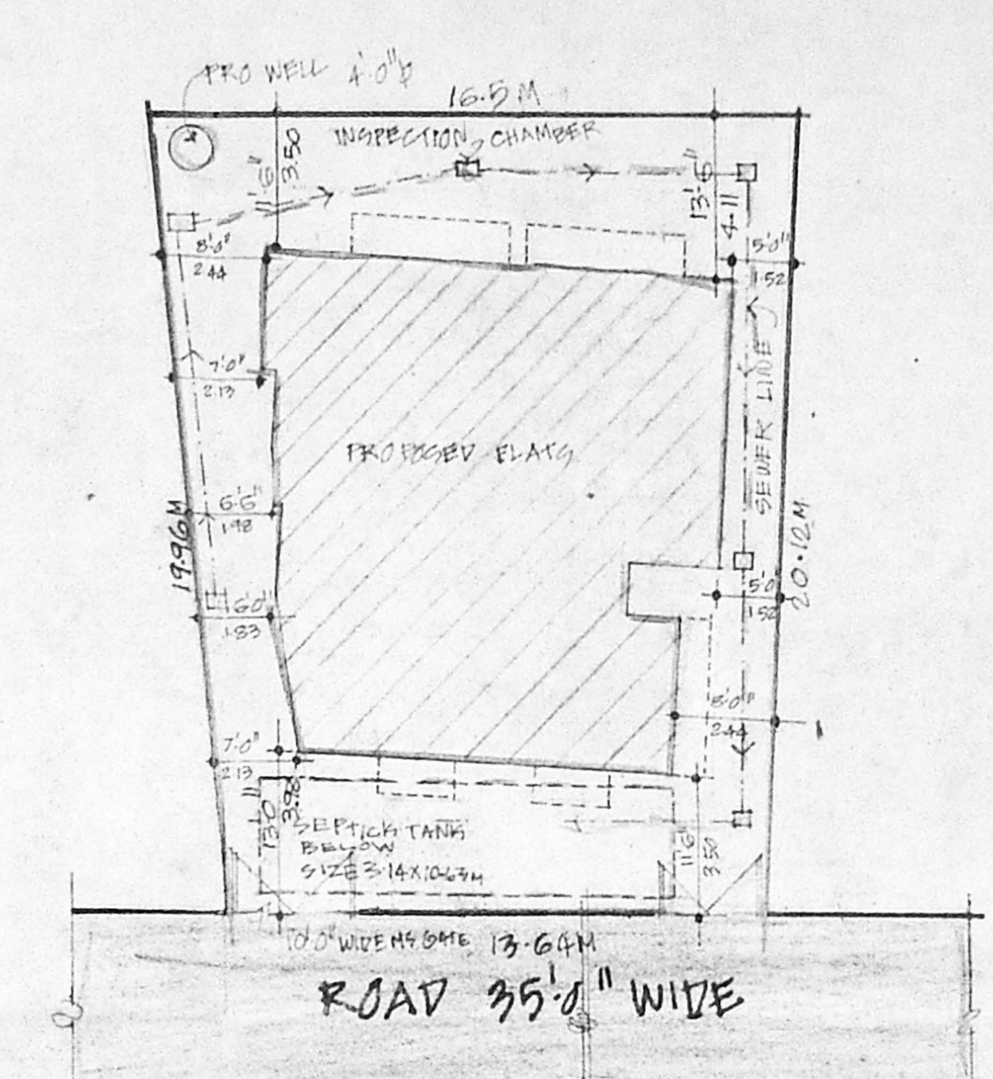 PRO WELL 4'-0"φ
16.5 M
INSPECTION CHAMBER
11'-6"
3.50
13'-6"
4.11
8'-0"
2.44
5'-0"
1.52
7'-0"
2.13
SEWER LINE
PROPOSED FLATS
6'-6"
1.98
19.96 M
20.12 M
6'-0"
1.83
5'-0
1.52
8'-0"
2.44
7'-0"
2.13
13'-0"
3.98
SEPTICK TANK
BELOW
SIZE 3.14X10.63M
11'-6"
3.50
10'-0" WIDE MS GATE 13.64M
ROAD 35'-0" WIDE